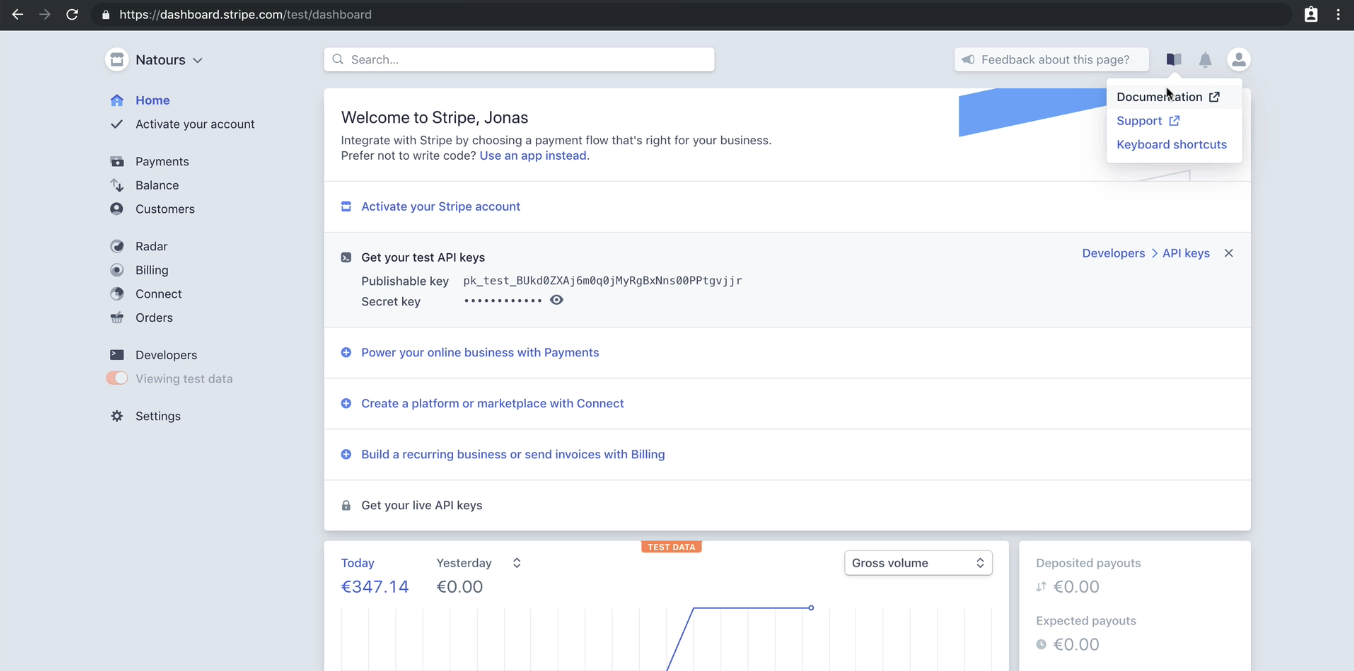 https://dashboard.stripe.com/test/dashboard
Natours
Search...
Feedback about this page?
Documentation
Support
Keyboard shortcuts
Home
Activate your account
Payments
Balance
Customers
Radar
Billing
Connect
Orders
Developers
Viewing test data
Settings
Welcome to Stripe, Jonas
Integrate with Stripe by choosing a payment flow that's right for your business.
Prefer not to write code? Use an app instead.
Activate your Stripe account
Get your test API keys
Developers > API keys
Publishable key pk_test_BUkd0ZXAj6m0q0jMyRgBxNns00PPtgvjjr
Secret key ••••••••••••
Power your online business with Payments
Create a platform or marketplace with Connect
Build a recurring business or send invoices with Billing
Get your live API keys
TEST DATA
Today Yesterday Gross volume
€347.14 €0.00
Deposited payouts
€0.00
Expected payouts
€0.00